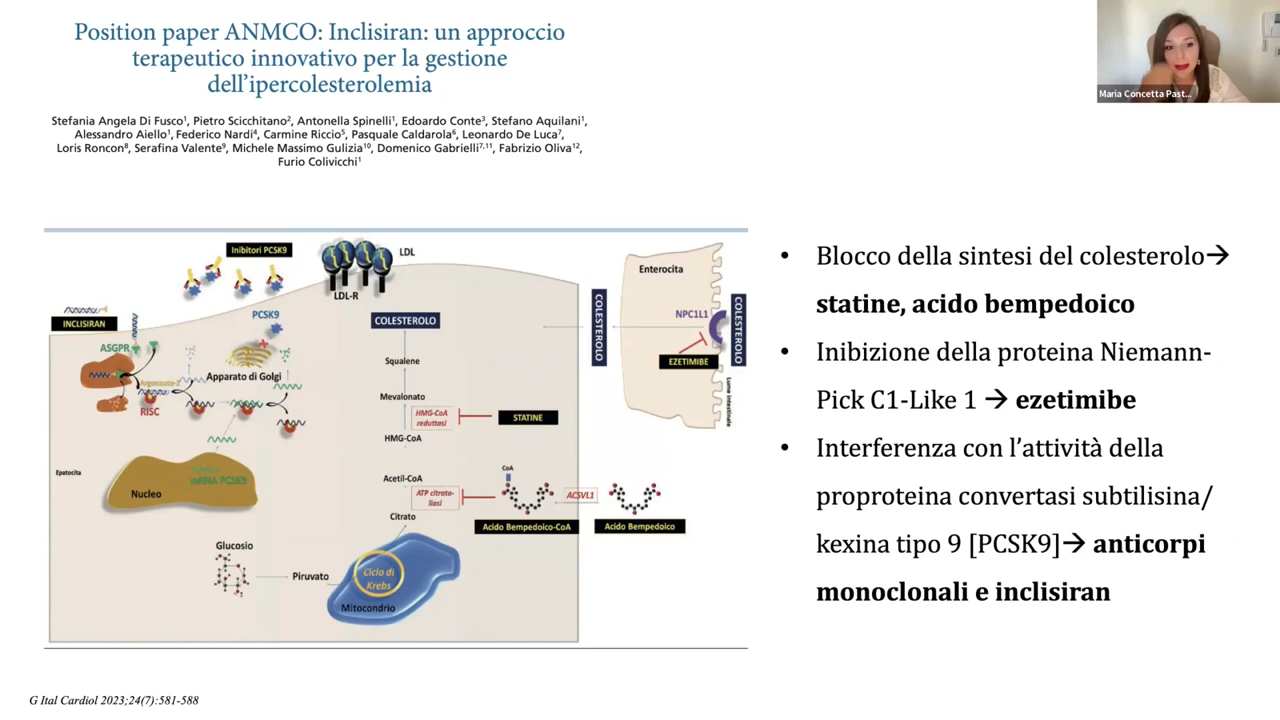 Position paper ANMCO: Inclisiran: un approccio
terapeutico innovativo per la gestione
dell'ipercolesterolemia
Stefania Angela Di Fusco¹, Pietro Scicchitano², Antonella Spinelli¹, Edoardo Conte³, Stefano Aquilani¹,
Alessandro Aiello¹, Federico Nardi⁴, Carmine Riccio⁵, Pasquale Caldarola⁶, Leonardo De Luca⁷,
Loris Roncon⁸, Serafina Valente⁹, Michele Massimo Gulizia¹⁰, Domenico Gabrielli⁷,¹¹, Fabrizio Oliva¹²,
Furio Colivicchi¹
Maria Concetta Past...
Inibitori PCSK9
LDL
LDL-R
INCLISIRAN
PCSK9
COLESTEROLO
ASGPR
Argonauta-2
RISC
Apparato di Golgi
Squalene
Mevalonato
HMG-CoA
reduttasi
STATINE
HMG-CoA
Epatocita
mRNA PCSK9
Nucleo
Acetil-CoA
ATP citrato-
liasi
CoA
ACSVL1
Citrato
Acido Bempedoico-CoA
Acido Bempedoico
Glucosio
Piruvato
Ciclo di
Krebs
Mitocondrio
Enterocita
COLESTEROLO
NPC1L1
COLESTEROLO
EZETIMIBE
Lume intestinale
• Blocco della sintesi del colesterolo→
statine, acido bempedoico
• Inibizione della proteina Niemann-
Pick C1-Like 1 → ezetimibe
• Interferenza con l'attività della
proproteina convertasi subtilisina/
kexina tipo 9 [PCSK9]→ anticorpi
monoclonali e inclisiran
G Ital Cardiol 2023;24(7):581-588